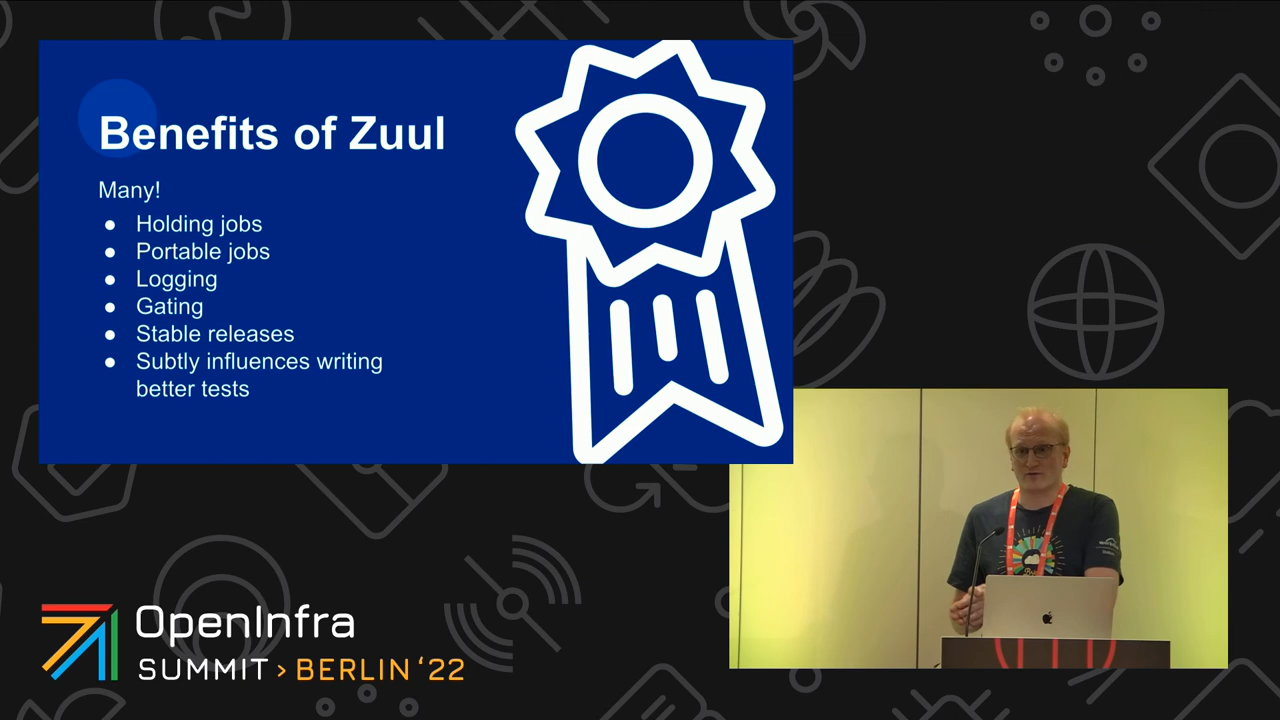 Benefits of Zuul
Many!
● Holding jobs
● Portable jobs
● Logging
● Gating
● Stable releases
● Subtly influences writing
better tests
OpenInfra
SUMMIT > BERLIN ‘22